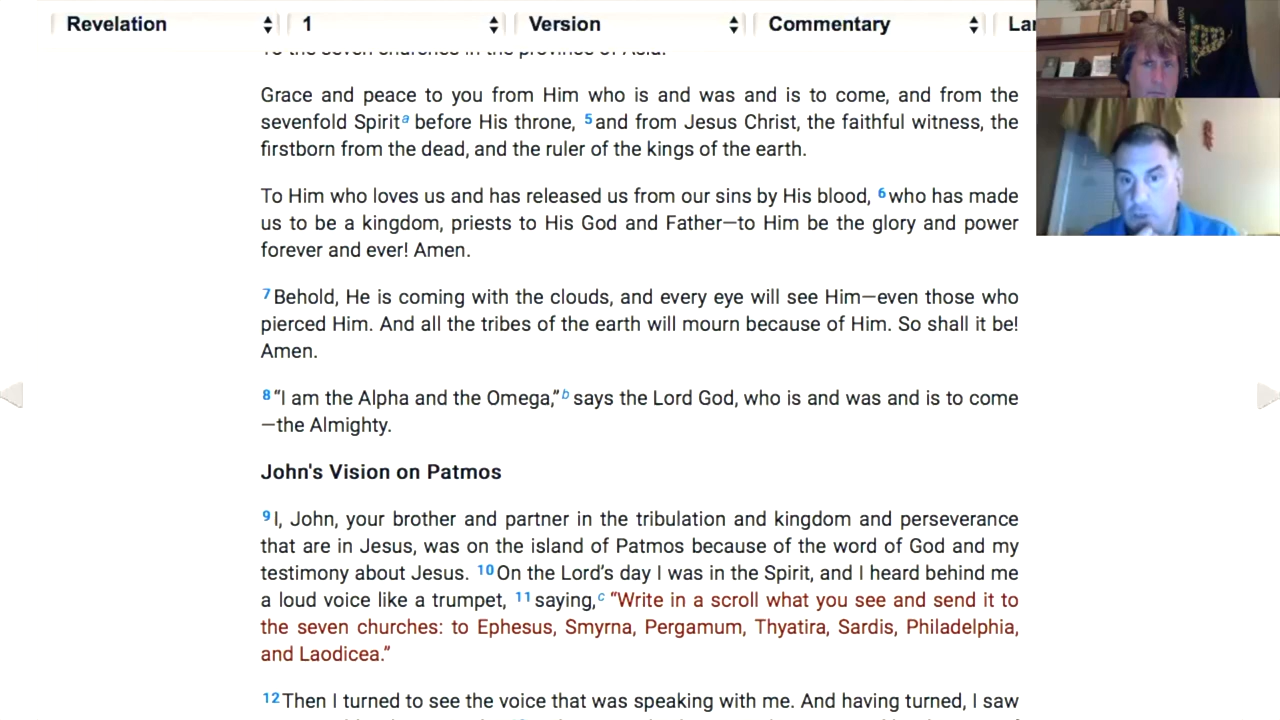 Revelation 1 Version Commentary Lar
To the seven churches in the province of Asia:
Grace and peace to you from Him who is and was and is to come, and from the
sevenfold Spirit a before His throne, 5 and from Jesus Christ, the faithful witness, the
firstborn from the dead, and the ruler of the kings of the earth.
To Him who loves us and has released us from our sins by His blood, 6 who has made
us to be a kingdom, priests to His God and Father—to Him be the glory and power
forever and ever! Amen.
7 Behold, He is coming with the clouds, and every eye will see Him—even those who
pierced Him. And all the tribes of the earth will mourn because of Him. So shall it be!
Amen.
8 “I am the Alpha and the Omega,” b says the Lord God, who is and was and is to come
—the Almighty.
John's Vision on Patmos
9 I, John, your brother and partner in the tribulation and kingdom and perseverance
that are in Jesus, was on the island of Patmos because of the word of God and my
testimony about Jesus. 10 On the Lord’s day I was in the Spirit, and I heard behind me
a loud voice like a trumpet, 11 saying, c “Write in a scroll what you see and send it to
the seven churches: to Ephesus, Smyrna, Pergamum, Thyatira, Sardis, Philadelphia,
and Laodicea.”
12 Then I turned to see the voice that was speaking with me. And having turned, I saw